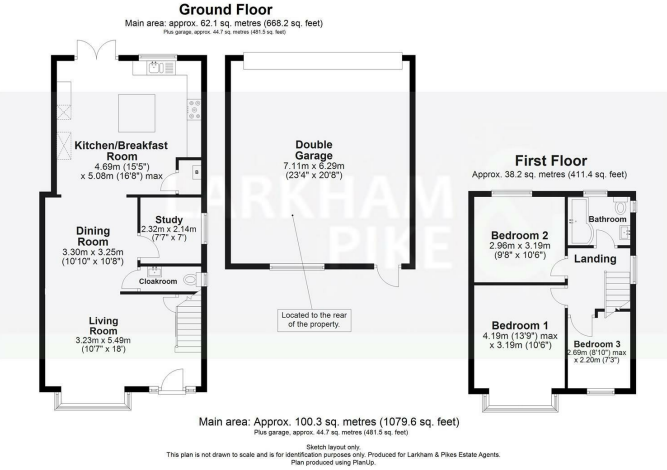 Ground Floor
Main area: approx. 62.1 sq. metres (668.2 sq. feet)
Plus garage, approx. 44.7 sq. metres (481.5 sq. feet)
Kitchen/Breakfast
Room
4.69m (15'5")
x 5.08m (16'8") max
Study
2.32m x 2.14m
(7'7" x 7')
Dining
Room
3.30m x 3.25m
(10'10" x 10'8")
Cloakroom
Living
Room
3.23m x 5.49m
(10'7" x 18')
Double
Garage
7.11m x 6.29m
(23'4" x 20'8")
Located to the rear
of the property.
LARKHAM
PIKE
First Floor
Approx. 38.2 sq. metres (411.4 sq. feet)
Bathroom
Bedroom 2
2.96m x 3.19m
(9'8" x 10'6")
Landing
Bedroom 1
4.19m (13'9") max
x 3.19m (10'6")
Bedroom 3
2.69m (8'10") max
x 2.20m (7'3")
Main area: Approx. 100.3 sq. metres (1079.6 sq. feet)
Plus garage, approx. 44.7 sq. metres (481.5 sq. feet)
Sketch layout only.
This plan is not drawn to scale and is for identification purposes only. Produced for Larkham & Pikes Estate Agents.
Plan produced using PlanUp.